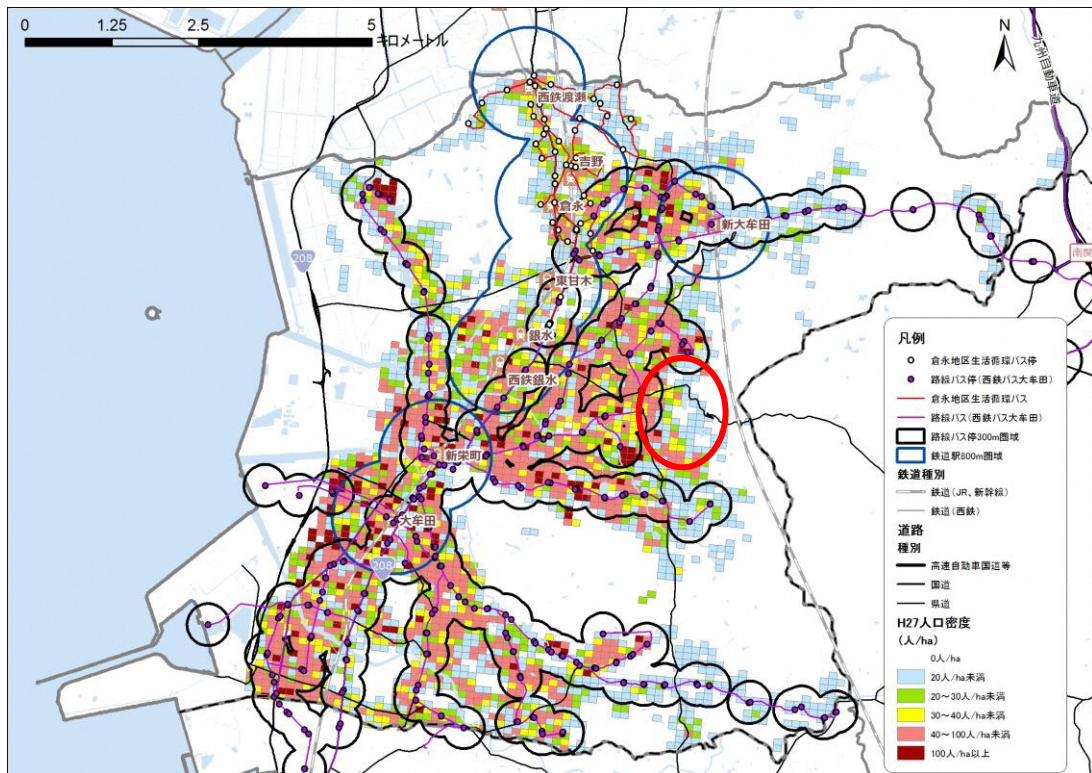 0 1.25 2.5 5
キロメートル
N
九州自動車道
西鉄渡瀬
吉野
倉永
新大牟田
208
東甘木
銀水
西鉄銀水
新栄町
大牟田
208
凡例
倉永地区生活循環バス停
路線バス停(西鉄バス大牟田)
倉永地区生活循環バス
路線バス(西鉄バス大牟田)
路線バス停300m圏域
鉄道駅800m圏域
鉄道種別
鉄道(JR、新幹線)
鉄道(西鉄)
道路
種別
高速自動車国道等
国道
県道
H27人口密度
(人/ha)
0人/ha
20人/ha未満
20~30人/ha未満
30~40人/ha未満
40~100人/ha未満
100人/ha以上